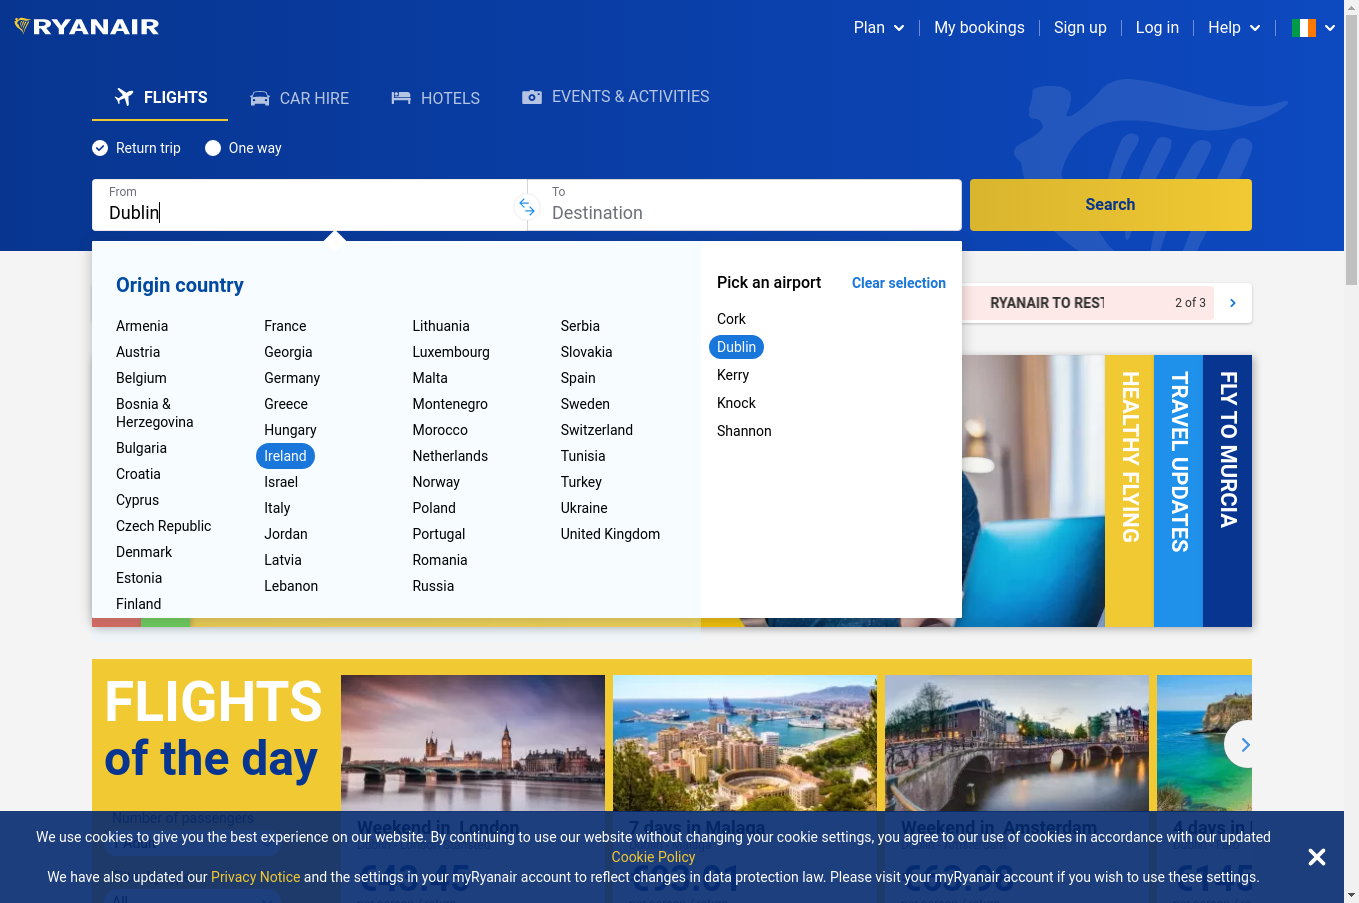 RYANAIR
Plan
My bookings
Sign up
Log in
Help
FLIGHTS
CAR HIRE
HOTELS
EVENTS & ACTIVITIES
Return trip
One way
From
Dublin
To
Destination
Search
Origin country
Armenia
Austria
Belgium
Bosnia &
Herzegovina
Bulgaria
Croatia
Cyprus
Czech Republic
Denmark
Estonia
Finland
France
Georgia
Germany
Greece
Hungary
Ireland
Israel
Italy
Jordan
Latvia
Lebanon
Lithuania
Luxembourg
Malta
Montenegro
Morocco
Netherlands
Norway
Poland
Portugal
Romania
Russia
Serbia
Slovakia
Spain
Sweden
Switzerland
Tunisia
Turkey
Ukraine
United Kingdom
Pick an airport
Clear selection
Cork
Dublin
Kerry
Knock
Shannon
RYANAIR TO REST
2 of 3
HEALTHY FLYING
TRAVEL UPDATES
FLY TO MURCIA
FLIGHTS
of the day
Number of passengers
Weekend in London
7 days in Malaga
Weekend in Amsterdam
4 days in
We use cookies to give you the best experience on our website. By continuing to use our website without changing your cookie settings, you agree to our use of cookies in accordance with our updated
Cookie Policy
We have also updated our Privacy Notice and the settings in your myRyanair account to reflect changes in data protection law. Please visit your myRyanair account if you wish to use these settings.